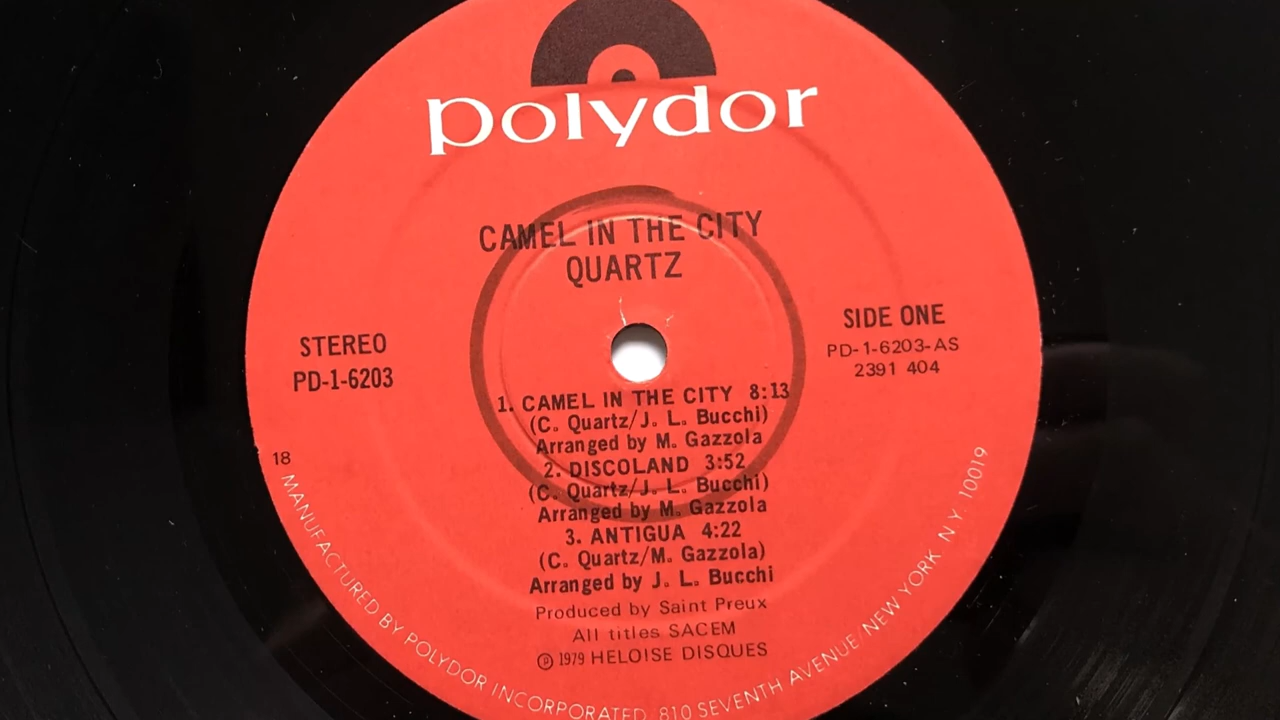 polydor
CAMEL IN THE CITY
QUARTZ
STEREO
PD-1-6203
SIDE ONE
PD-1-6203-AS
2391 404
1. CAMEL IN THE CITY 8:13
(C. Quartz/J. L. Bucchi)
Arranged by M. Gazzola
2. DISCOLAND 3:52
(C. Quartz/J. L. Bucchi)
Arranged by M. Gazzola
3. ANTIGUA 4:22
(C. Quartz/M. Gazzola)
Arranged by J. L. Bucchi
Produced by Saint Preux
All titles SACEM
℗ 1979 HELOISE DISQUES
18
MANUFACTURED BY POLYDOR INCORPORATED, 810 SEVENTH AVENUE, NEW YORK, N.Y. 10019